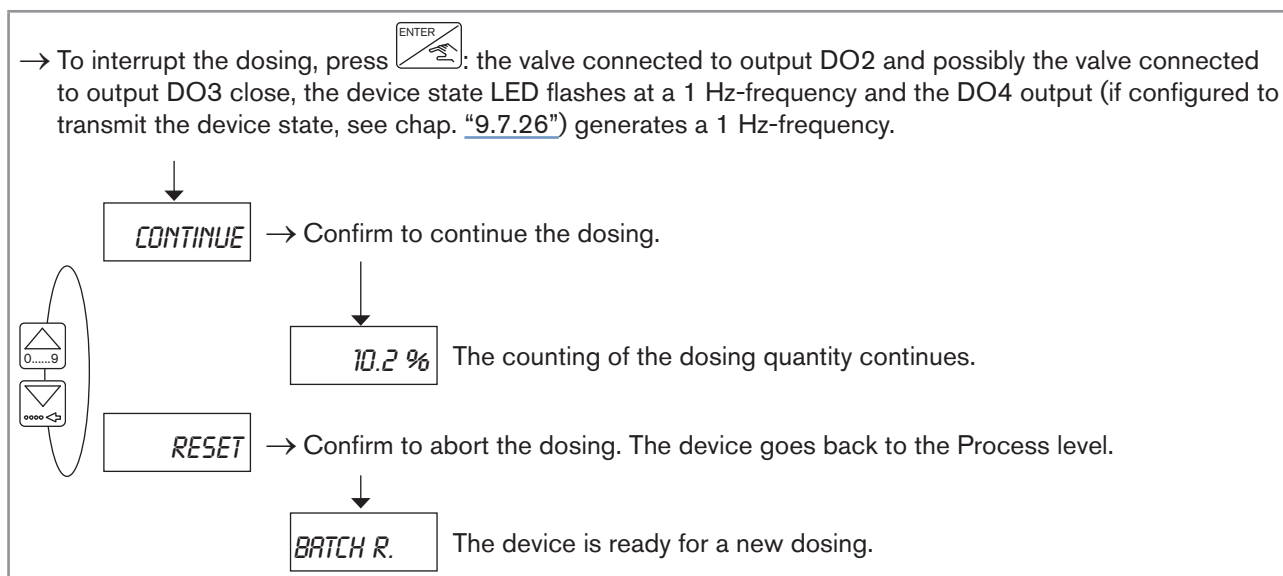 → To interrupt the dosing, press ENTER: the valve connected to output DO2 and possibly the valve connected
to output DO3 close, the device state LED flashes at a 1 Hz-frequency and the DO4 output (if configured to
transmit the device state, see chap. "9.7.26") generates a 1 Hz-frequency.
CONTINUE → Confirm to continue the dosing.
0......9
10.2 % The counting of the dosing quantity continues.
RESET → Confirm to abort the dosing. The device goes back to the Process level.
BATCH R. The device is ready for a new dosing.